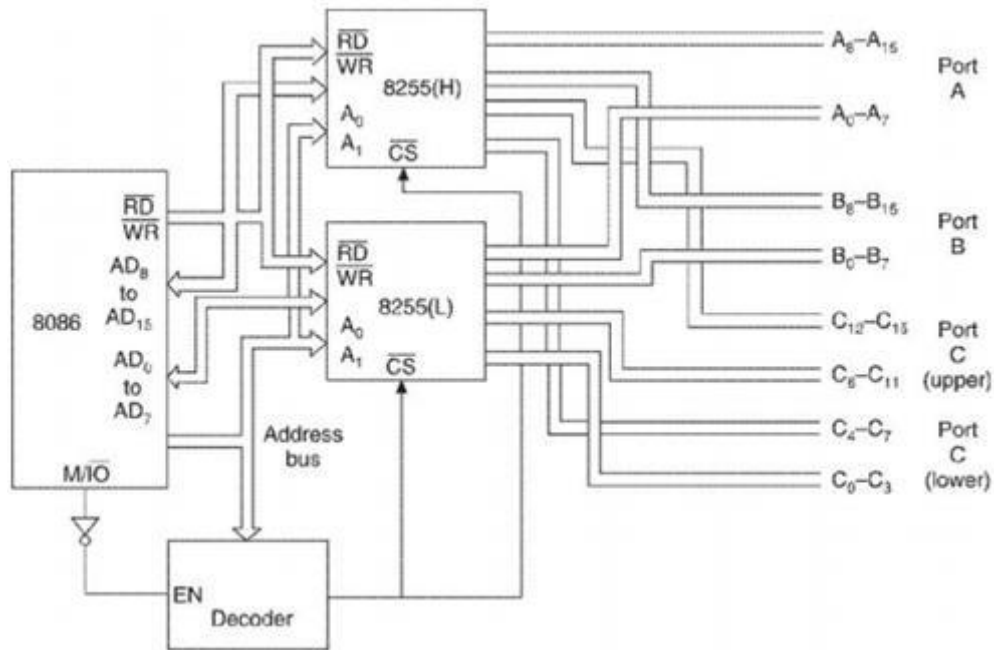 RD
WR
8255(H)
A₀
A₁
CS
A₈–A₁₅
Port
A
A₀–A₇
8086
RD
WR
AD₈
to
AD₁₅
AD₀
to
AD₇
M/IO
RD
WR
8255(L)
A₀
A₁
CS
B₈–B₁₅
Port
B
B₀–B₇
C₁₂–C₁₅
Port
C
(upper)
C₈–C₁₁
C₄–C₇
Port
C
(lower)
C₀–C₃
Address
bus
EN
Decoder